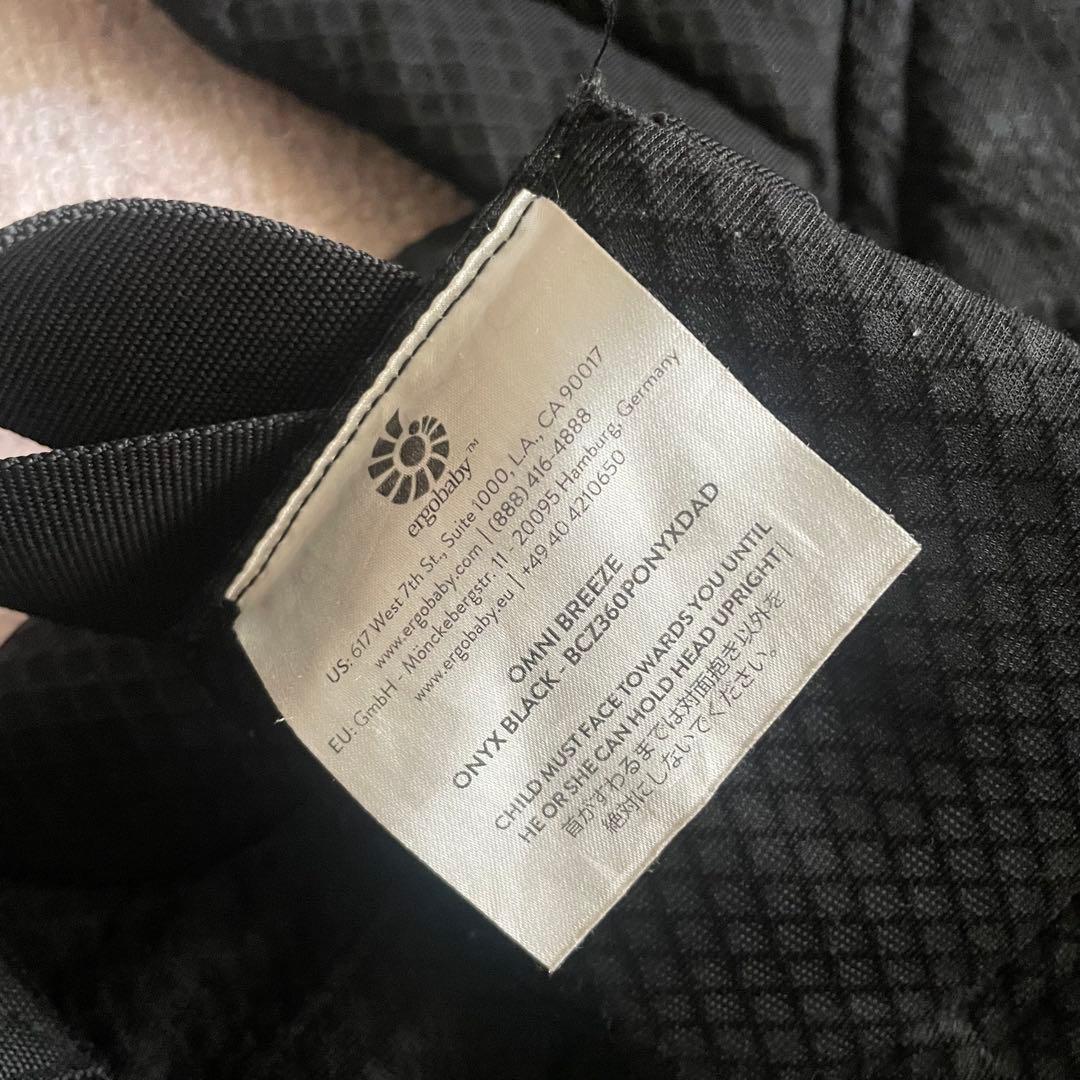 ergobaby™
US: 617 West 7th St., Suite 1000, L.A., CA 90017
www.ergobaby.com | (888) 416-4888
EU: GmbH - Mönckebergstr. 11 - 20095 Hamburg, Germany
www.ergobaby.eu | +49 40 4210650
OMNI BREEZE
ONYX BLACK - BCZ360PONYXDAD
CHILD MUST FACE TOWARDS YOU UNTIL
HE OR SHE CAN HOLD HEAD UPRIGHT |
首がすわるまでは対面抱き以外を
絶対にしないでください。